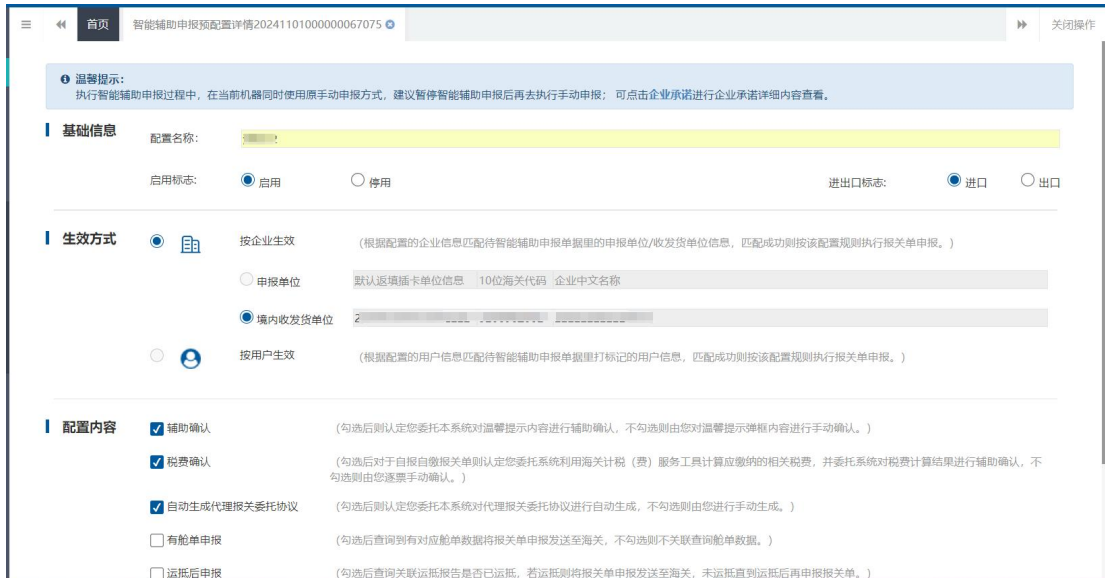 首页 智能辅助申报预配置详情20241101000000067075 关闭操作
温馨提示:
执行智能辅助申报过程中，在当前机器同时使用原手动申报方式，建议暂停智能辅助申报后再去执行手动申报； 可点击企业承诺进行企业承诺详细内容查看。
基础信息
配置名称:
启用标志: 启用 停用 进出口标志: 进口 出口
生效方式 按企业生效 (根据配置的企业信息匹配待智能辅助申报单据里的申报单位/收发货单位信息，匹配成功则按该配置规则执行报关单申报。)
申报单位 默认返填插卡单位信息 10位海关代码 企业中文名称
境内收发货单位
按用户生效 (根据配置的用户信息匹配待智能辅助申报单据里打标记的用户信息，匹配成功则按该配置规则执行报关单申报。)
配置内容 辅助确认 (勾选后则认定您委托本系统对温馨提示内容进行辅助确认，不勾选则由您对温馨提示弹框内容进行手动确认。)
税费确认 (勾选后对于自报自缴报关单则认定您委托系统利用海关计税（费）服务工具计算应缴纳的相关税费，并委托系统对税费计算结果进行辅助确认，不
勾选则由您逐票手动确认。)
自动生成代理报关委托协议 (勾选后则认定您委托本系统对代理报关委托协议进行自动生成，不勾选则由您进行手动生成。)
有舱单申报 (勾选后查询到有对应舱单数据将报关单申报发送至海关，不勾选则不关联查询舱单数据。)
运抵后申报 (勾选后查询关联运抵报告是否已运抵，若运抵则将报关单申报发送至海关，未运抵直到运抵后再申报报关单。)